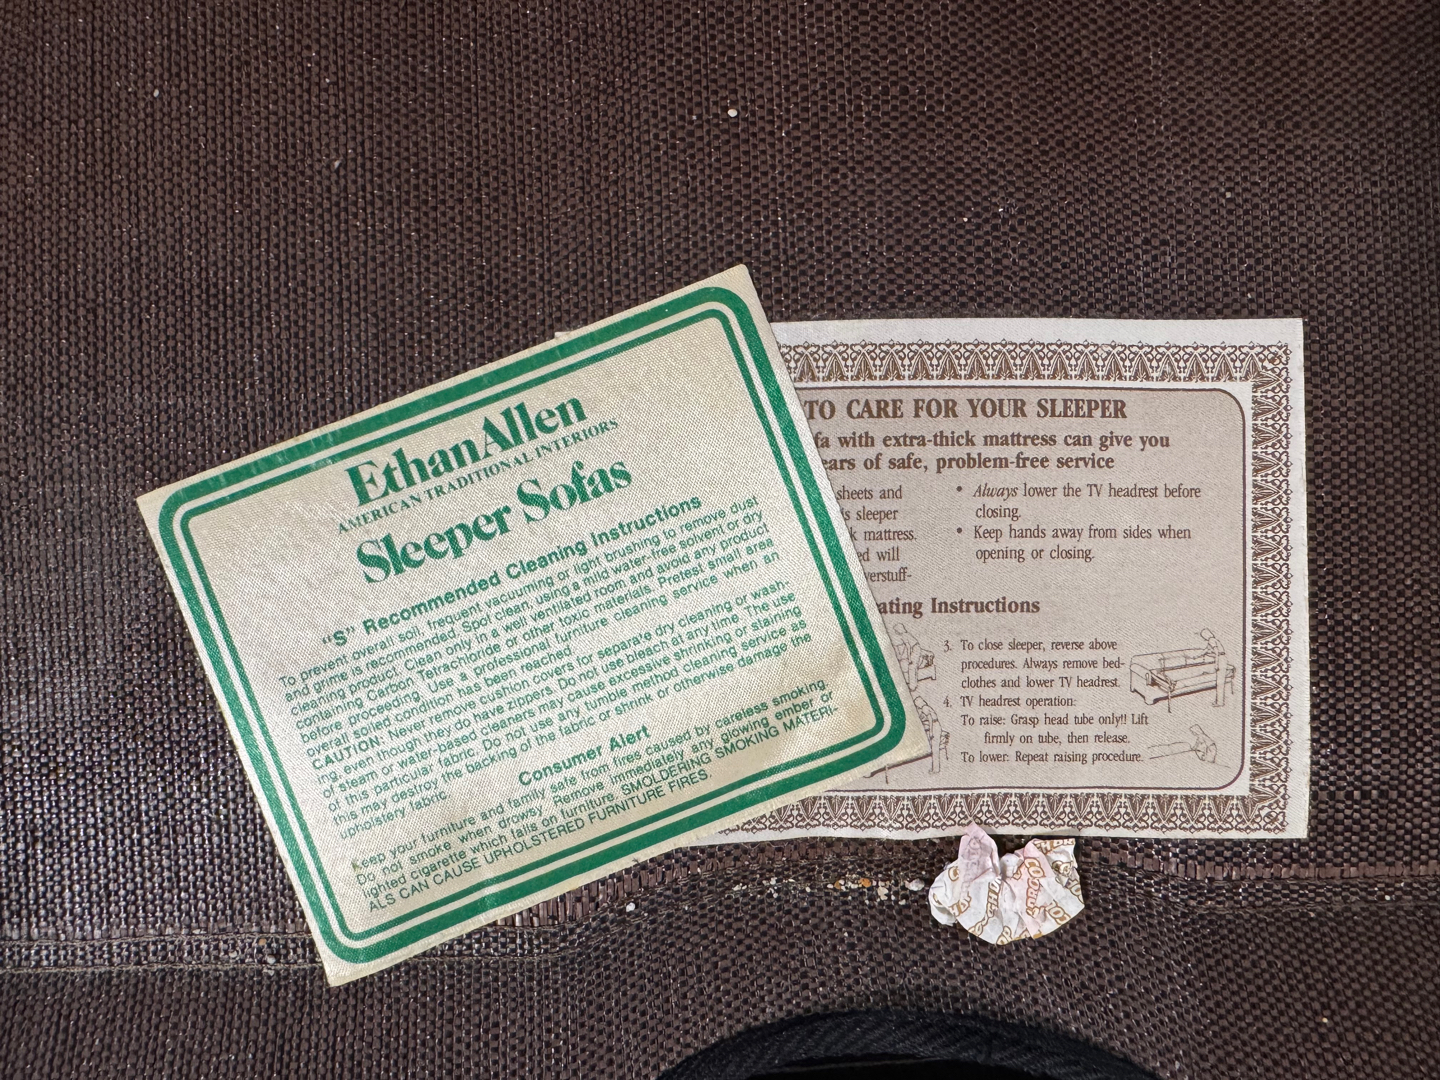 EthanAllen
AMERICAN TRADITIONAL INTERIORS
Sleeper Sofas
"S" Recommended Cleaning Instructions
To prevent overall soil, frequent vacuuming or light brushing to remove dust
and grime is recommended. Spot clean, using a mild water-free solvent or dry
cleaning product. Clean only in a well ventilated room and avoid any product
containing Carbon Tetrachloride or other toxic materials. Pretest small area
before proceeding. Use a professional furniture cleaning service when an
overall soiled condition has been reached.
CAUTION: Never remove cushion covers for separate dry cleaning or wash-
ing even though they do have zippers. Do not use bleach at any time. The use
of steam or water-based cleaners may cause excessive shrinking or staining
of this particular fabric. Do not use any tumble method cleaning service as
this may destroy the backing of the fabric or shrink or otherwise damage the
upholstery fabric.
Consumer Alert
Keep your furniture and family safe from fires caused by careless smoking.
Do not smoke when drowsy. Remove immediately any glowing ember or
lighted cigarette which falls on furniture. SMOLDERING SMOKING MATERI-
ALS CAN CAUSE UPHOLSTERED FURNITURE FIRES.
TO CARE FOR YOUR SLEEPER
fa with extra-thick mattress can give you
ears of safe, problem-free service
sheets and
is sleeper
k mattress.
ed will
verstuff-
• Always lower the TV headrest before
closing.
• Keep hands away from sides when
opening or closing.
ating Instructions
3. To close sleeper, reverse above
procedures. Always remove bed-
clothes and lower TV headrest.
4. TV headrest operation:
To raise: Grasp head tube only!! Lift
firmly on tube, then release.
To lower: Repeat raising procedure.